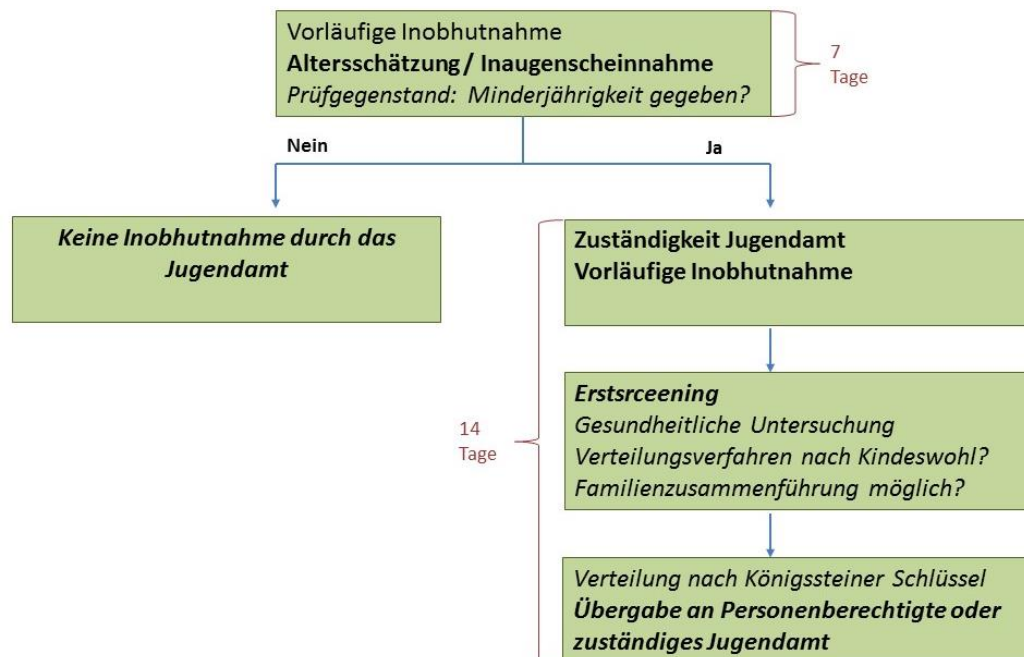 Vorläufige Inobhutnahme
Altersschätzung / Inaugenscheinnahme
Prüfgegenstand: Minderjährigkeit gegeben?
7
Tage
Nein
Ja
Keine Inobhutnahme durch das
Jugendamt
Zuständigkeit Jugendamt
Vorläufige Inobhutnahme
14
Tage
Erstsrceening
Gesundheitliche Untersuchung
Verteilungsverfahren nach Kindeswohl?
Familienzusammenführung möglich?
Verteilung nach Königssteiner Schlüssel
Übergabe an Personenberechtigte oder
zuständiges Jugendamt